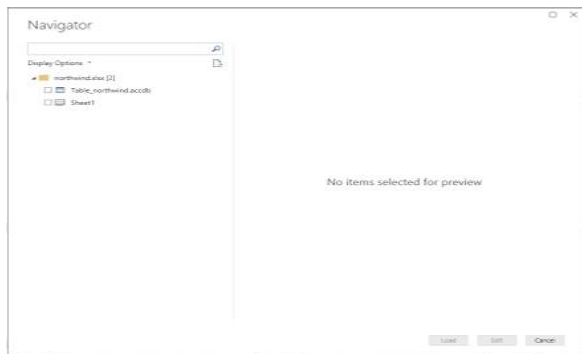 Navigator
Display Options
northwind.xlsx [2]
Table_northwind.accdb
Sheet1
No items selected for preview
Load
Edit
Cancel